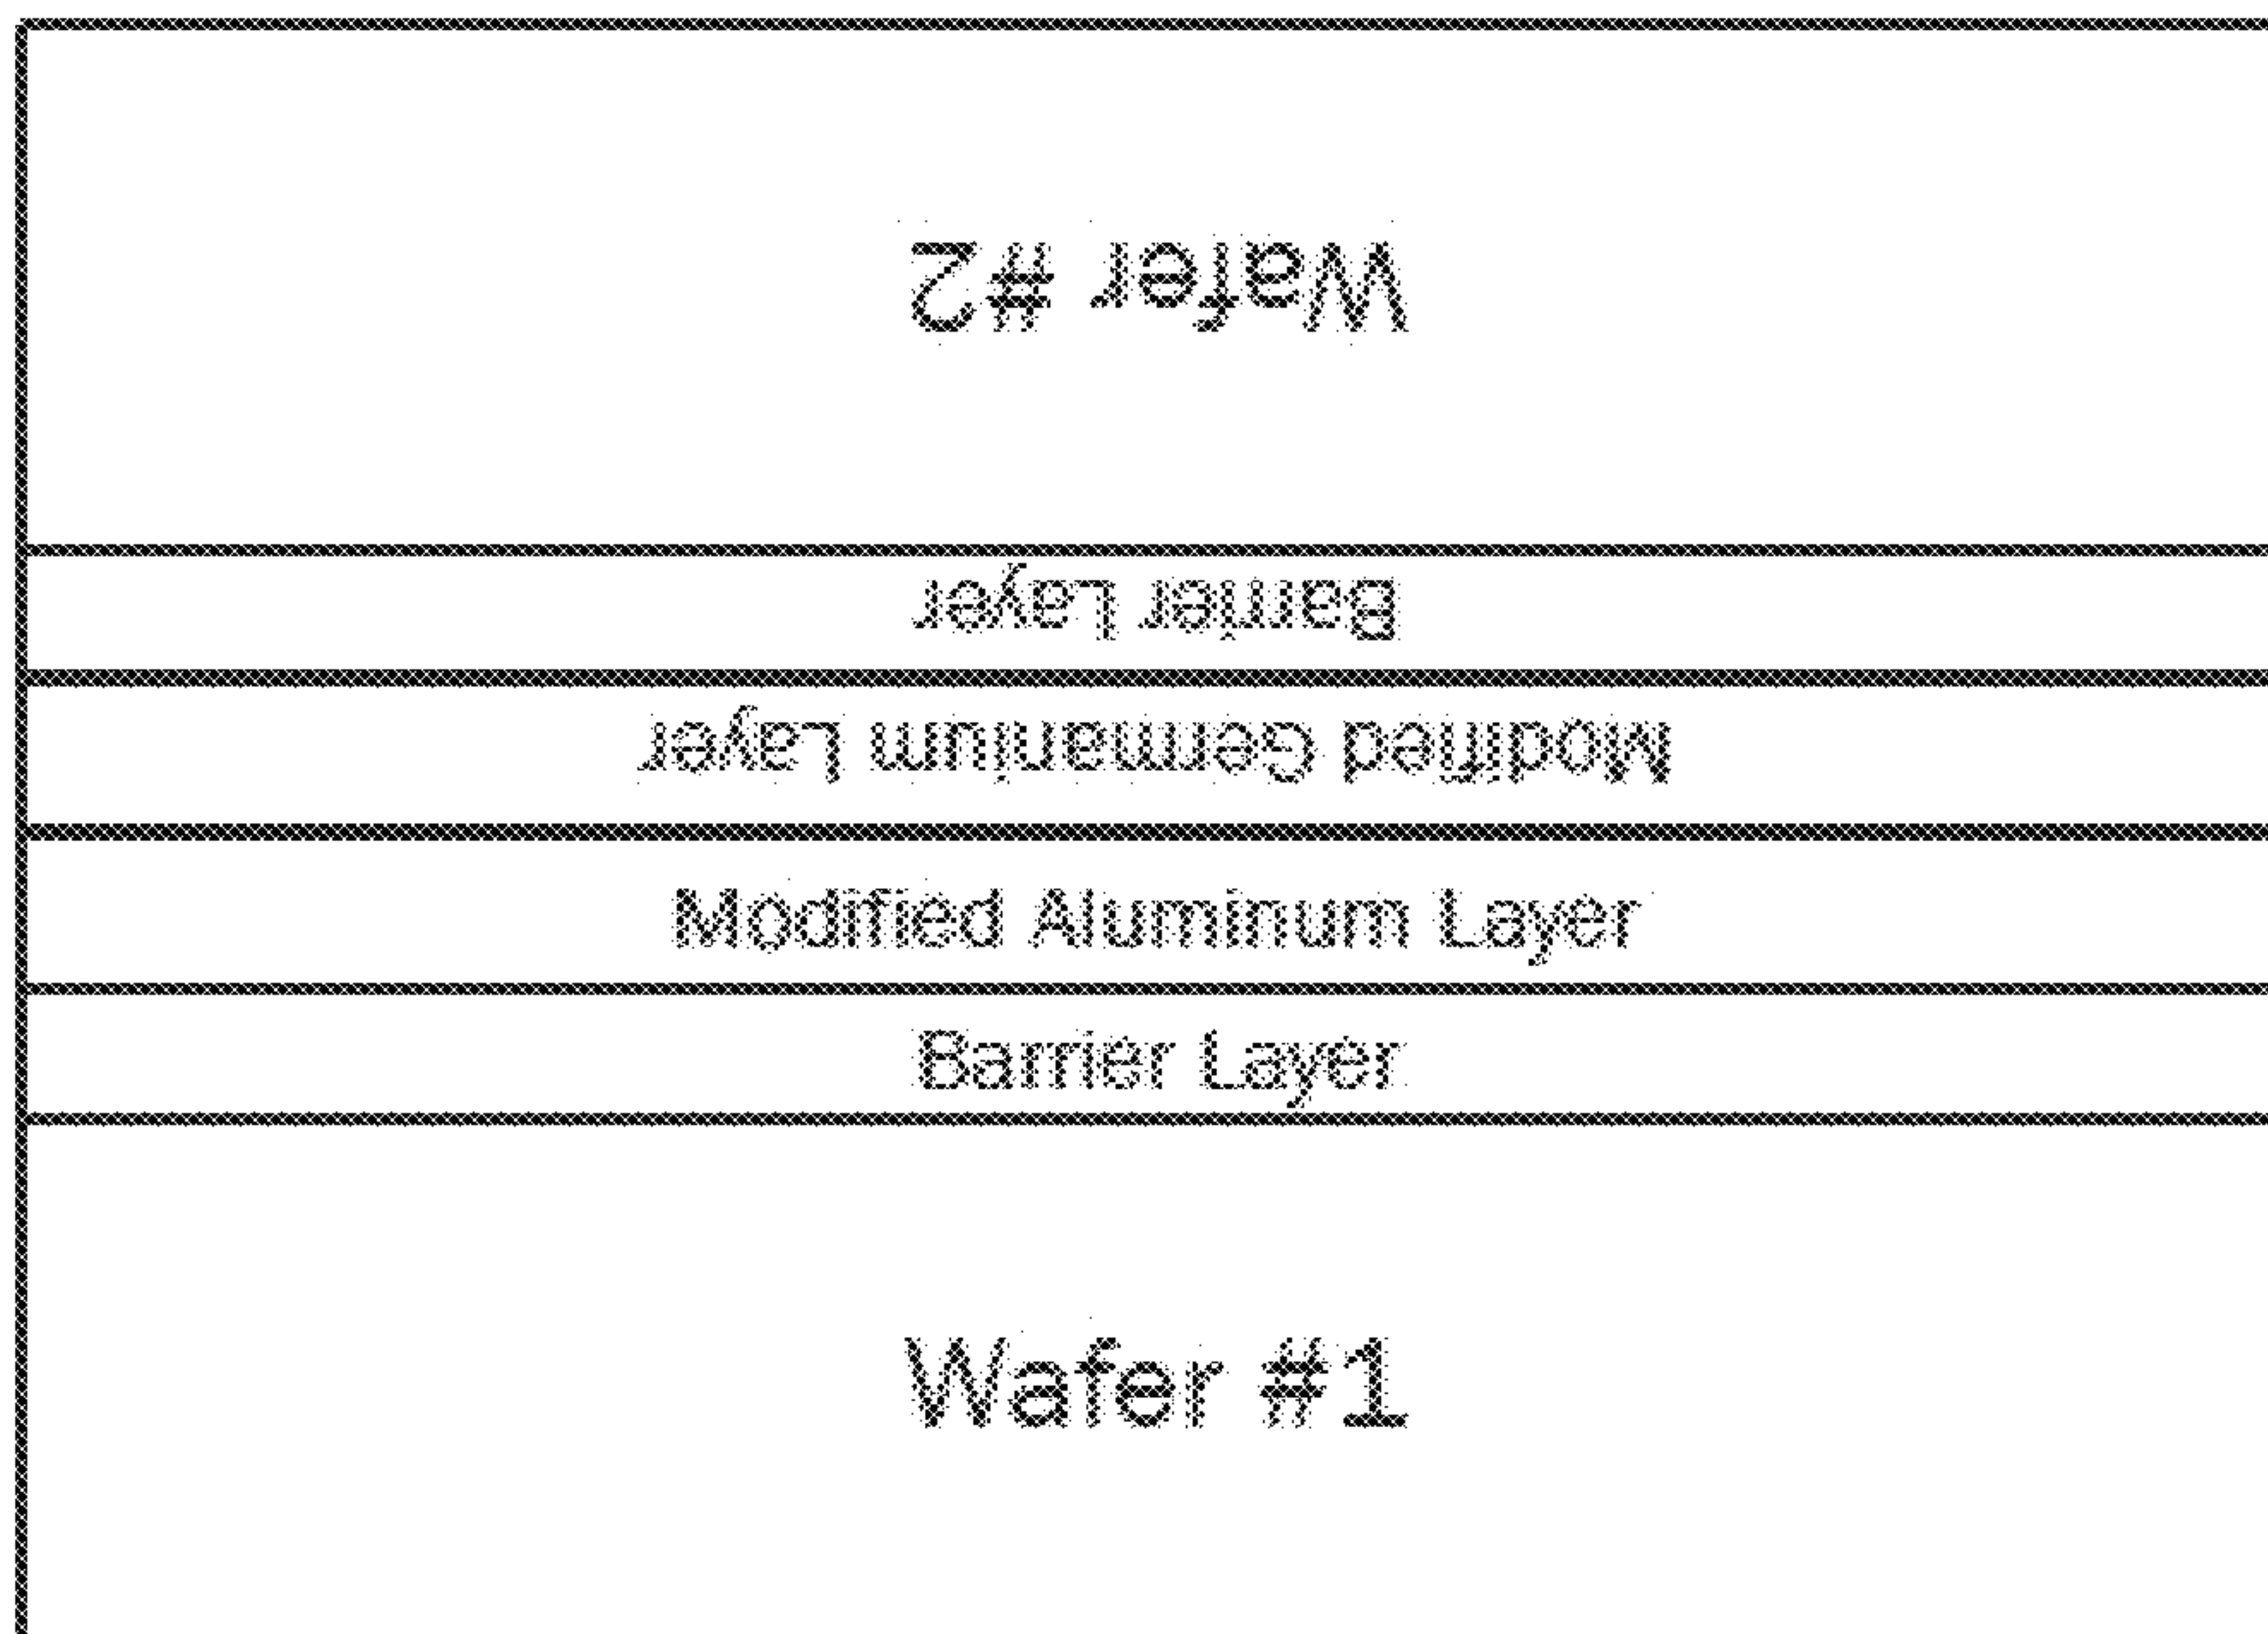 Wafer #2
Barrier Layer
Modified Germanium Layer
Modified Aluminum Layer
Barrier Layer
Wafer #1